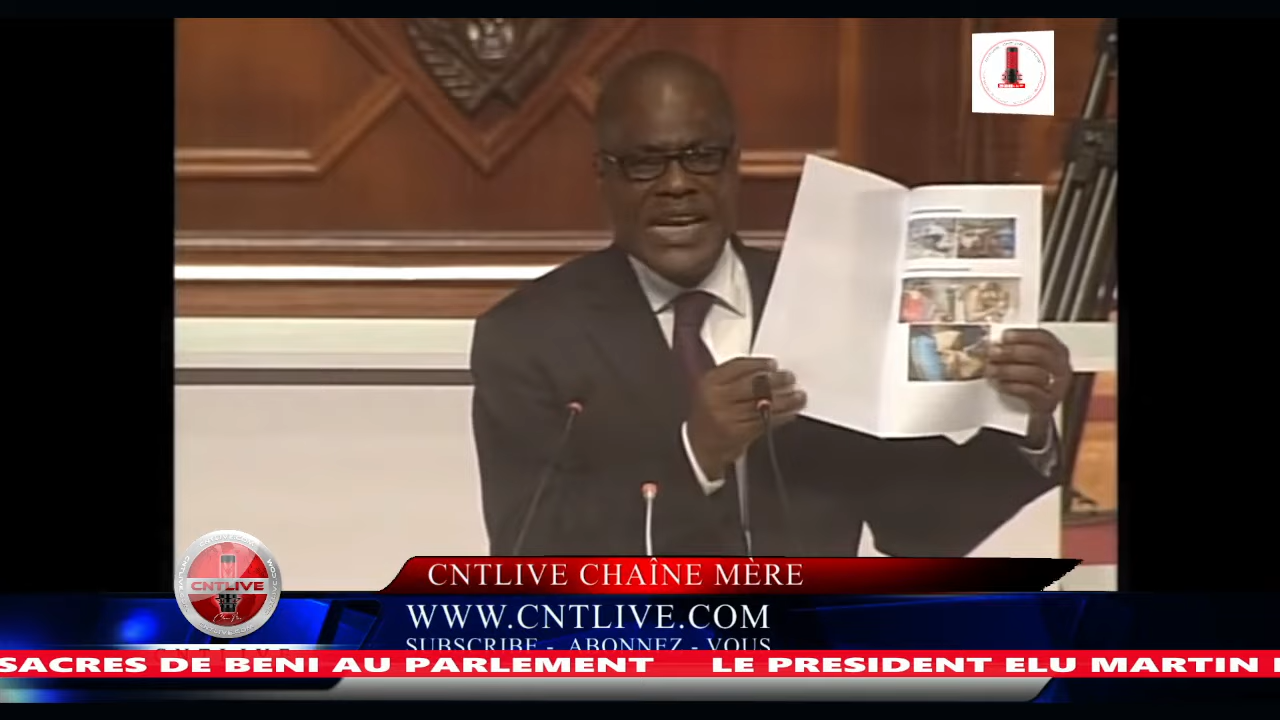 CNTLIVE
CNTLIVE CHAÎNE MÈRE
WWW.CNTLIVE.COM
SUBSCRIBE - ABONNEZ - VOUS
SACRES DE BENI AU PARLEMENT LE PRESIDENT ELU MARTIN